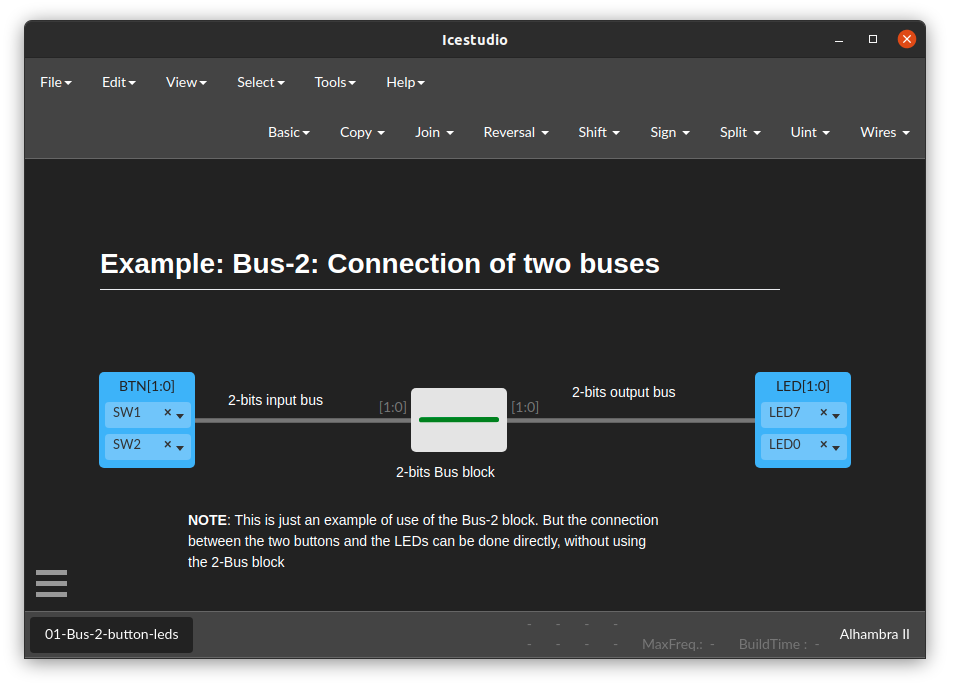 Icestudio
File Edit View Select Tools Help
Basic Copy Join Reversal Shift Sign Split Uint Wires
Example: Bus-2: Connection of two buses
BTN[1:0]
SW1 ×
SW2 ×
2-bits input bus
[1:0]
[1:0]
2-bits output bus
LED[1:0]
LED7 ×
LED0 ×
2-bits Bus block
NOTE: This is just an example of use of the Bus-2 block. But the connection
between the two buttons and the LEDs can be done directly, without using
the 2-Bus block
01-Bus-2-button-leds
- - - -
- - - - MaxFreq.: - BuildTime : -
Alhambra II